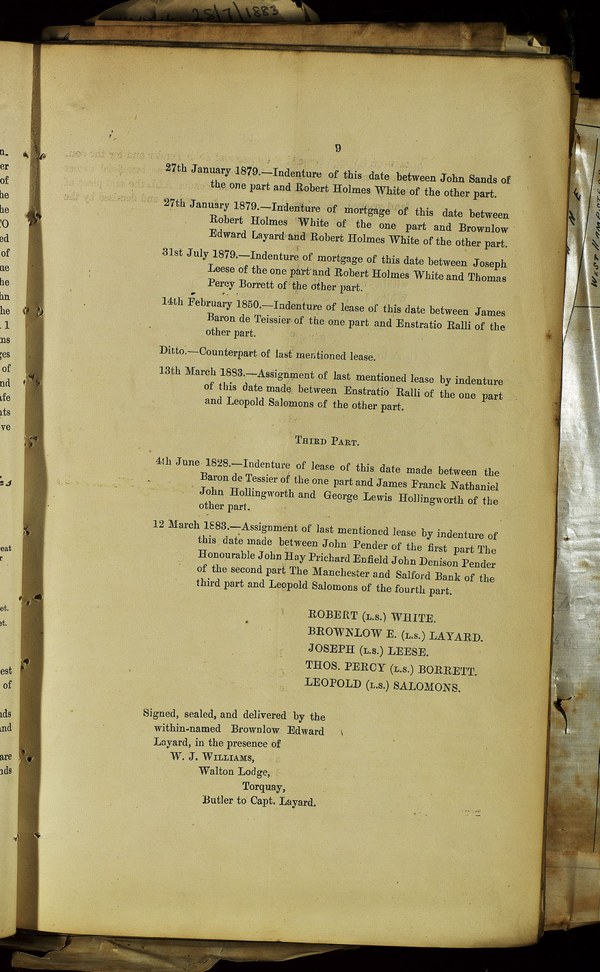 25/7/1883
9
27th January 1879.—Indenture of this date between John Sands of
the one part and Robert Holmes White of the other part.
27th January 1879.—Indenture of mortgage of this date between
Robert Holmes White of the one part and Brownlow
Edward Layard and Robert Holmes White of the other part.
31st July 1879.—Indenture of mortgage of this date between Joseph
Leese of the one part and Robert Holmes White and Thomas
Percy Borrett of the other part.
14th February 1850.—Indenture of lease of this date between James
Baron de Teissier of the one part and Enstratio Ralli of the
other part.
Ditto.—Counterpart of last mentioned lease.
13th March 1883.—Assignment of last mentioned lease by indenture
of this date made between Enstratio Ralli of the one part
and Leopold Salomons of the other part.
THIRD PART.
4th June 1828.—Indenture of lease of this date made between the
Baron de Tessier of the one part and James Franck Nathaniel
John Hollingworth and George Lewis Hollingworth of the
other part.
12 March 1883.—Assignment of last mentioned lease by indenture of
this date made between John Pender of the first part The
Honourable John Hay Prichard Enfield John Denison Pender
of the second part The Manchester and Salford Bank of the
third part and Leopold Salomons of the fourth part.
ROBERT (L.S.) WHITE.
BROWNLOW E. (L.S.) LAYARD.
JOSEPH (L.S.) LEESE.
THOS. PERCY (L.S.) BORRETT.
LEOPOLD (L.S.) SALOMONS.
Signed, sealed, and delivered by the
within-named Brownlow Edward
Layard, in the presence of
W. J. WILLIAMS,
Walton Lodge,
Torquay,
Butler to Capt. Layard.